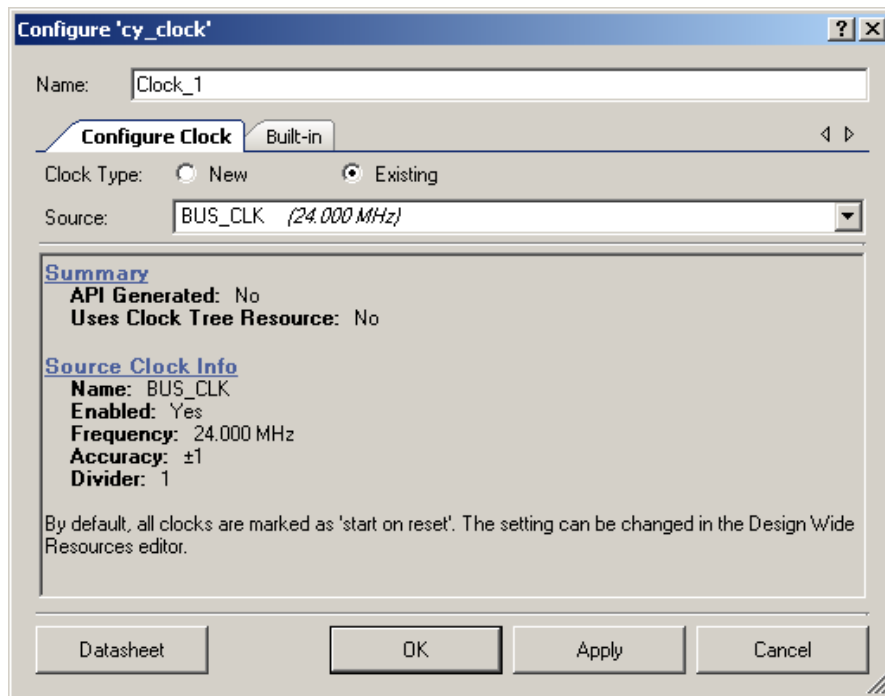 Configure 'cy_clock'
Name: Clock_1
Configure Clock Built-in
Clock Type: New Existing
Source: BUS_CLK (24.000 MHz)
Summary
API Generated: No
Uses Clock Tree Resource: No
Source Clock Info
Name: BUS_CLK
Enabled: Yes
Frequency: 24.000 MHz
Accuracy: ±1
Divider: 1
By default, all clocks are marked as 'start on reset'. The setting can be changed in the Design Wide
Resources editor.
Datasheet OK Apply Cancel